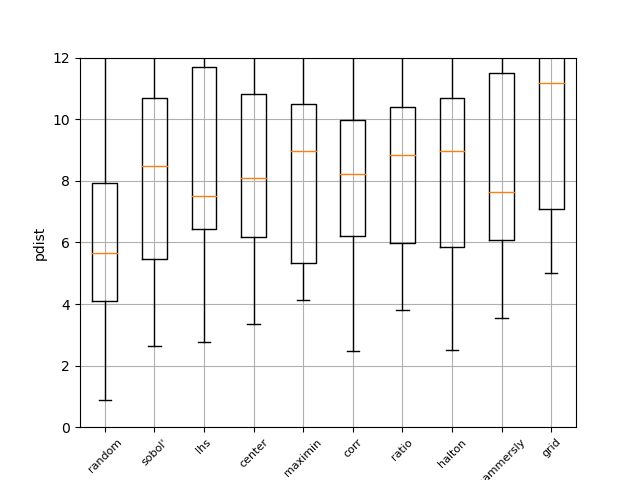 12
10
8
6
4
2
0
pdist
random
sobol'
lhs
center
maximin
corr
ratio
halton
ammersly
grid